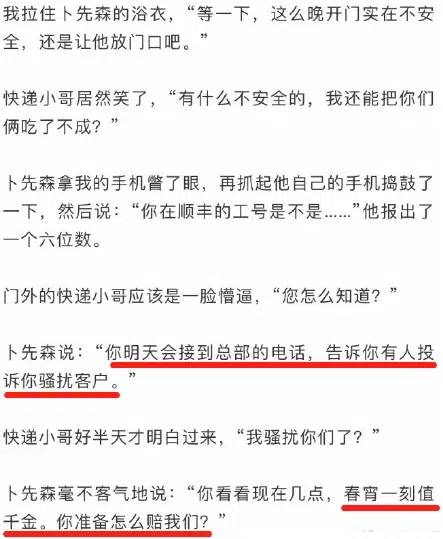 我拉住卜先森的浴衣，“等一下，这么晚开门实在不安
全，还是让他放门口吧。”
快递小哥居然笑了，“有什么不安全的，我还能把你们
俩吃了不成？”
卜先森拿我的手机瞥了眼，再抓起他自己的手机捣鼓了
一下，然后说：“你在顺丰的工号是不是……”他报出了
一个六位数。
门外的快递小哥应该是一脸懵逼，“您怎么知道？”
卜先森说：“你明天会接到总部的电话，告诉你有人投
诉你骚扰客户。”
快递小哥好半天才明白过来，“我骚扰你们了？”
卜先森毫不客气地说：“你看看现在几点，春宵一刻值
千金。你准备怎么赔我们？”